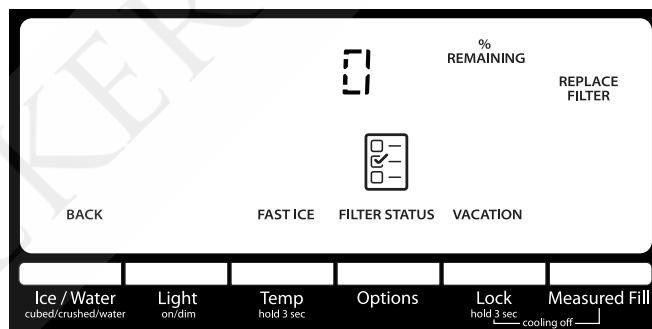 %
REMAINING
0
REPLACE
FILTER
BACK
FAST ICE
FILTER STATUS
VACATION
Ice / Water
cubed/crushed/water
Light
on/dim
Temp
hold 3 sec
Options
Lock
hold 3 sec
Measured Fill
cooling off